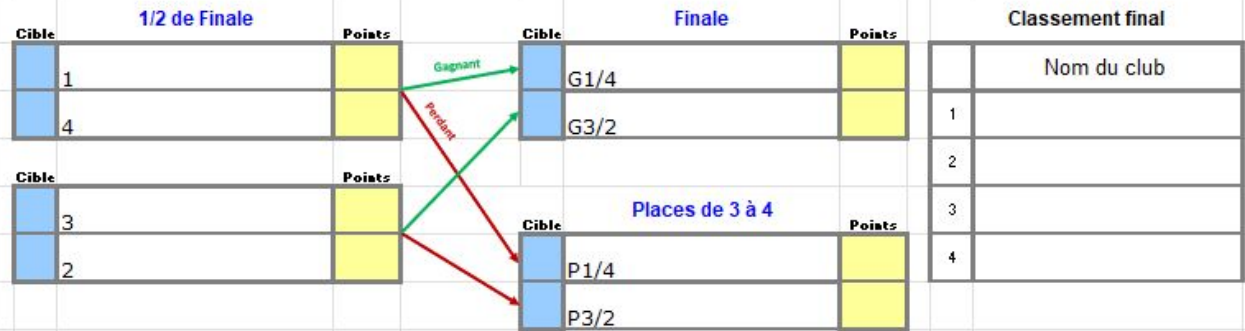 1/2 de Finale
Cible Points
1
4
Cible Points
3
2
Gagnant
Perdant
Finale
Cible Points
G1/4
G3/2
Places de 3 à 4
Cible Points
P1/4
P3/2
Classement final
Nom du club
1
2
3
4